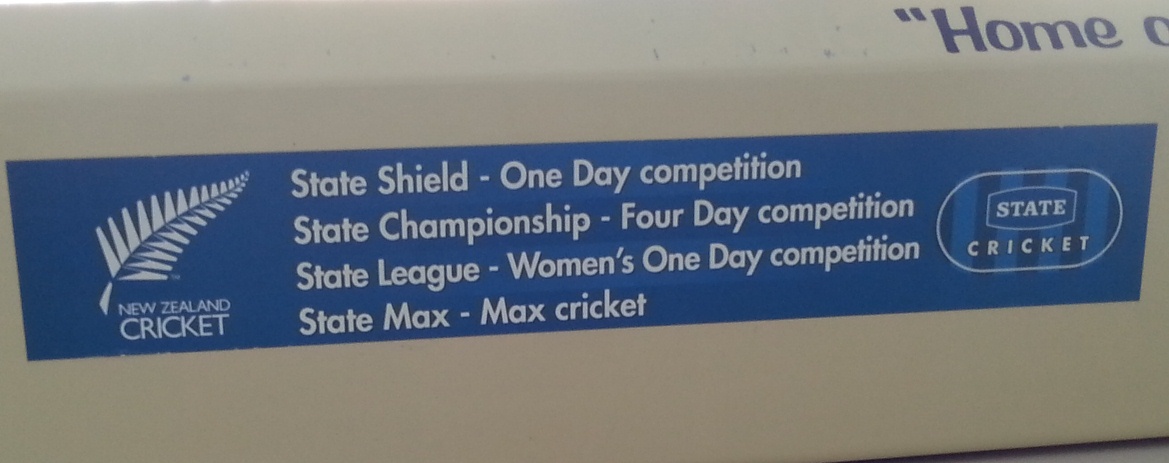 "Home
State Shield - One Day competition
State Championship - Four Day competition
State League - Women's One Day competition
State Max - Max cricket
NEW ZEALAND
CRICKET
STATE
CRICKET